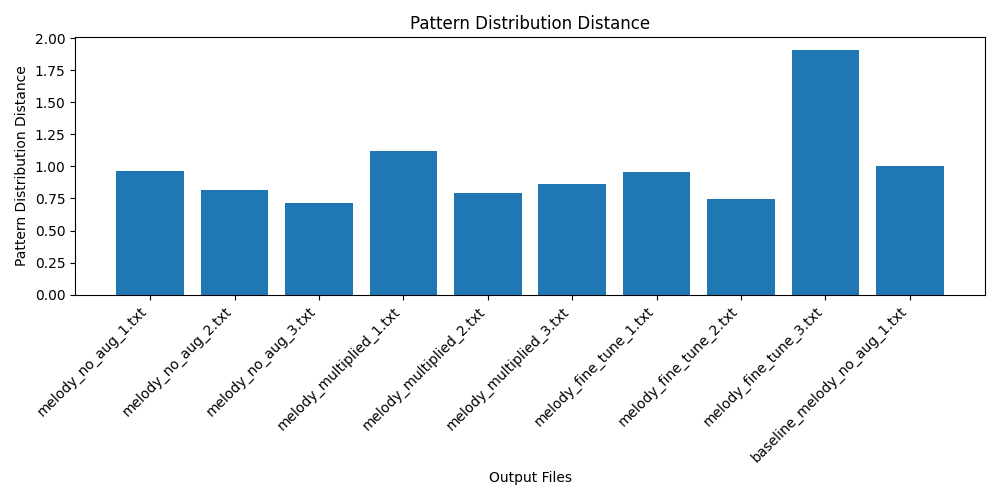 Pattern Distribution Distance
Pattern Distribution Distance
2.00
1.75
1.50
1.25
1.00
0.75
0.50
0.25
0.00
melody_no_aug_1.txt
melody_no_aug_2.txt
melody_no_aug_3.txt
melody_multiplied_1.txt
melody_multiplied_2.txt
melody_multiplied_3.txt
melody_fine_tune_1.txt
melody_fine_tune_2.txt
melody_fine_tune_3.txt
baseline_melody_no_aug_1.txt
Output Files